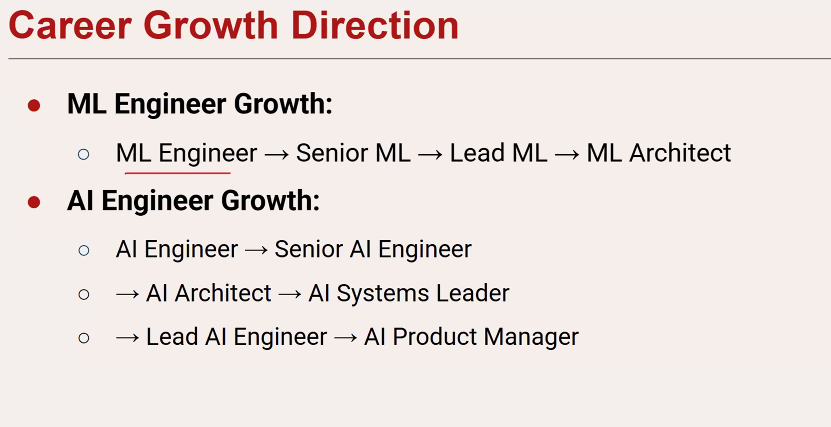 Career Growth Direction
● ML Engineer Growth:
○ ML Engineer → Senior ML → Lead ML → ML Architect
● AI Engineer Growth:
○ AI Engineer → Senior AI Engineer
○ → AI Architect → AI Systems Leader
○ → Lead AI Engineer → AI Product Manager